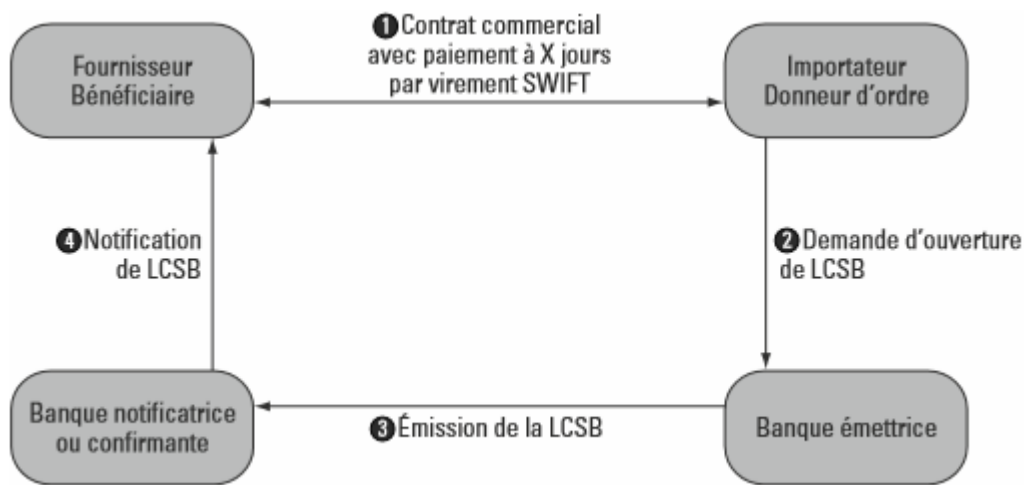 ❶Contrat commercial
avec paiement à X jours
par virement SWIFT
Fournisseur
Bénéficiaire
Importateur
Donneur d'ordre
❹Notification
de LCSB
❷Demande d'ouverture
de LCSB
Banque notificatrice
ou confirmante
❸Émission de la LCSB
Banque émettrice